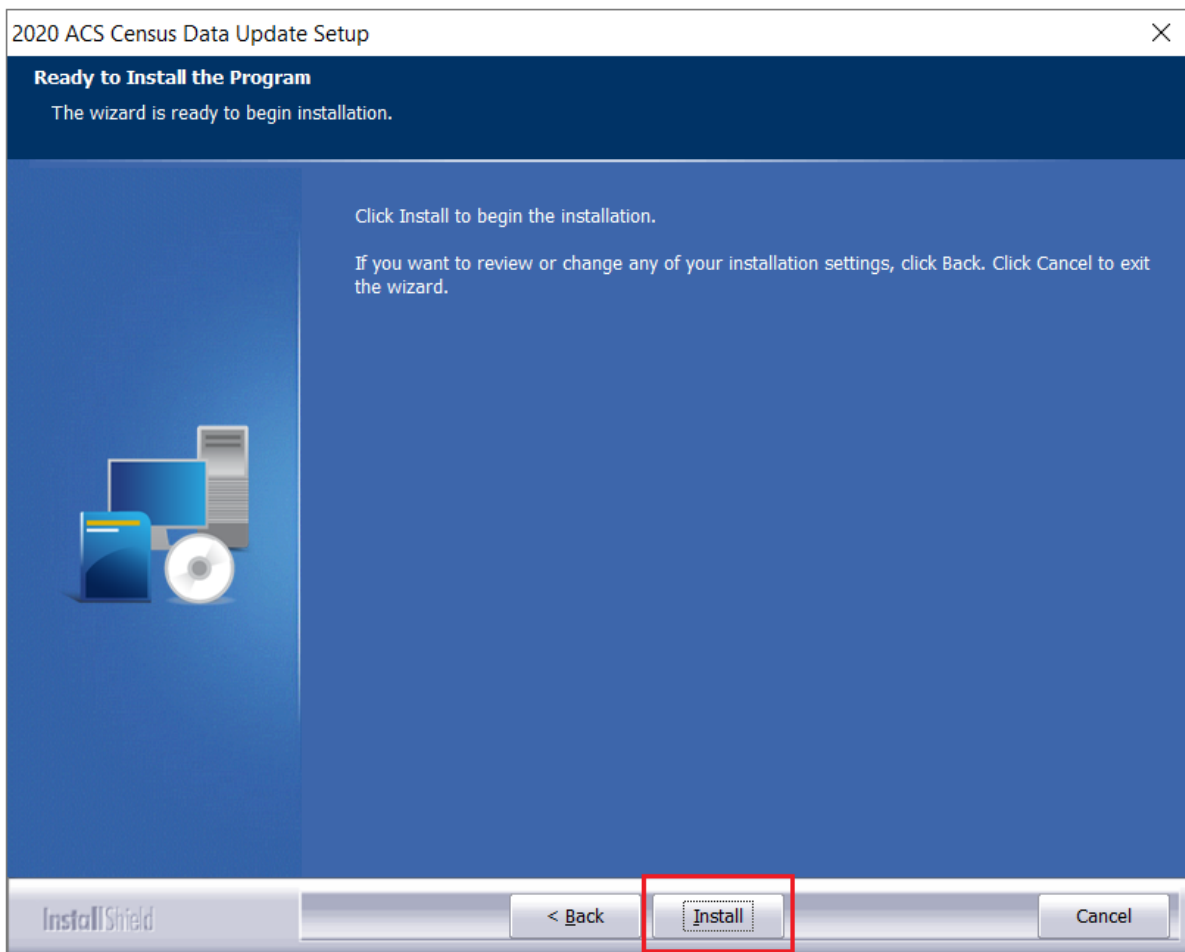 2020 ACS Census Data Update Setup
Ready to Install the Program
The wizard is ready to begin installation.
Click Install to begin the installation.
If you want to review or change any of your installation settings, click Back. Click Cancel to exit
the wizard.
InstallShield
< Back
Install
Cancel